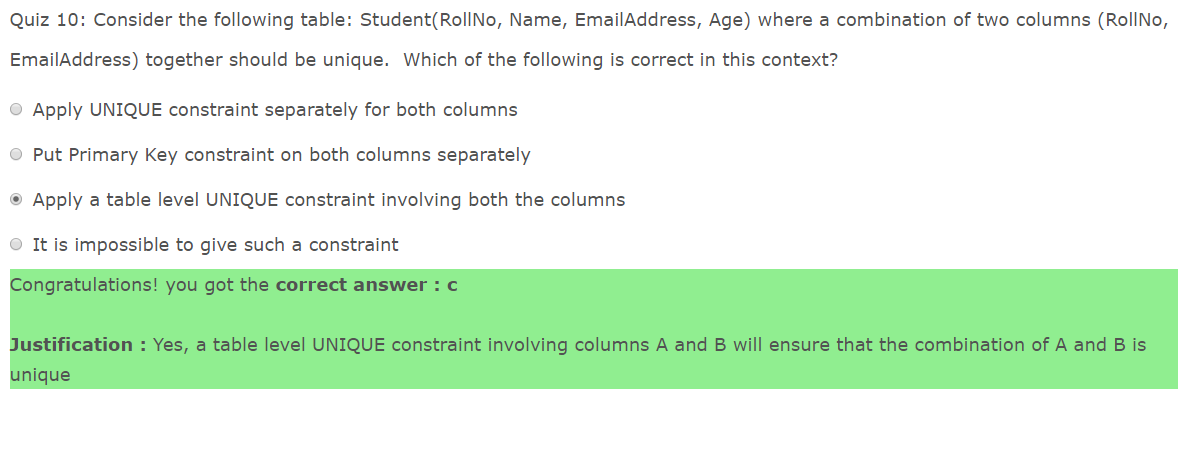 Quiz 10: Consider the following table: Student(RollNo, Name, EmailAddress, Age) where a combination of two columns (RollNo,
EmailAddress) together should be unique.  Which of the following is correct in this context?
Apply UNIQUE constraint separately for both columns
Put Primary Key constraint on both columns separately
Apply a table level UNIQUE constraint involving both the columns
It is impossible to give such a constraint
Congratulations! you got the correct answer : c
Justification : Yes, a table level UNIQUE constraint involving columns A and B will ensure that the combination of A and B is
unique